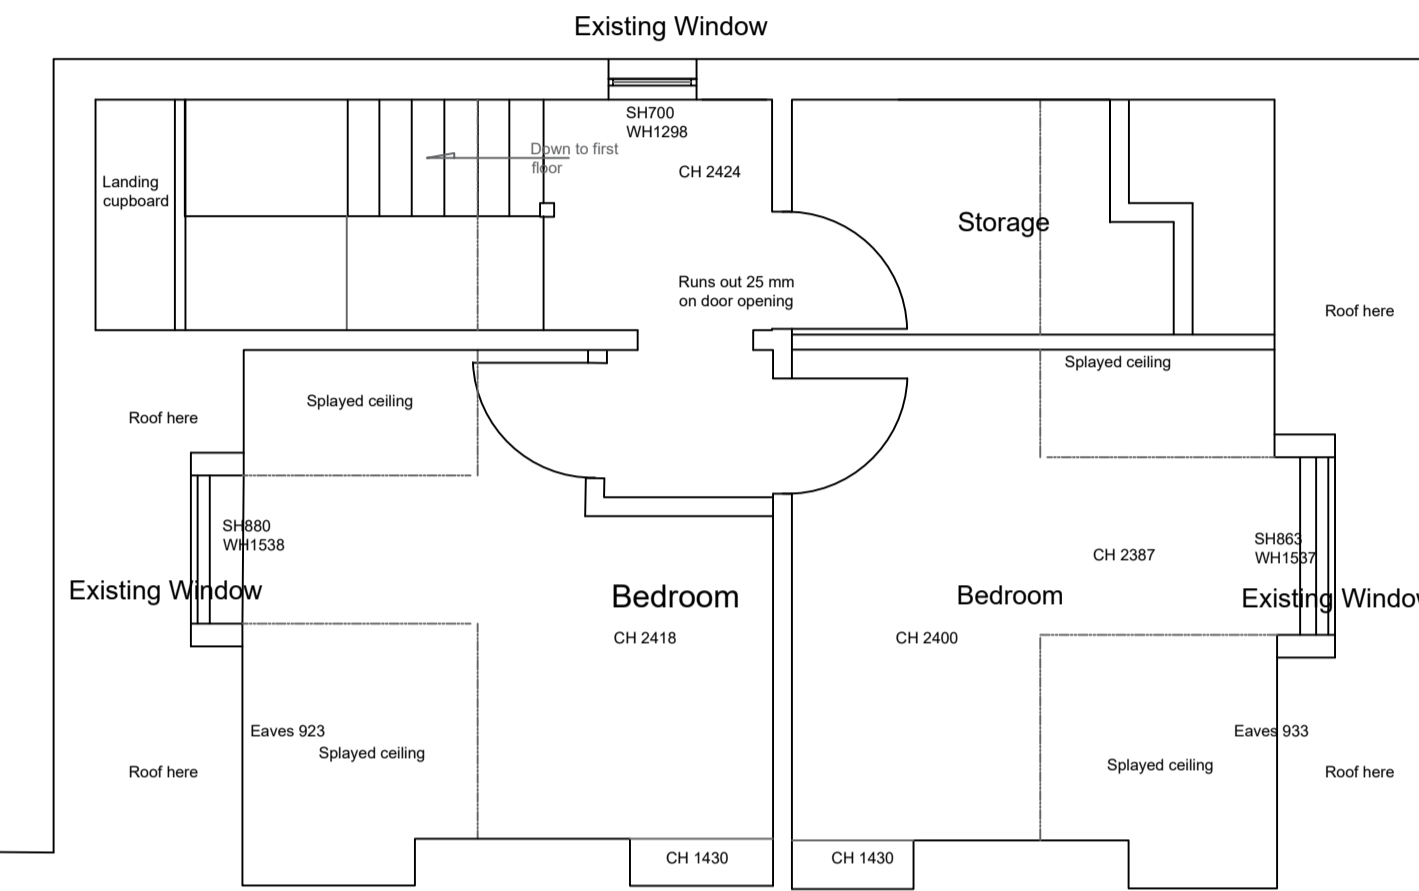 Existing Window
SH700
WH1298
Down to first
floor
CH 2424
Landing
cupboard
Storage
Runs out 25 mm
on door opening
Roof here
Splayed ceiling
Splayed ceiling
Roof here
SH880
WH1538
SH863
WH1537
CH 2387
Existing Window
Bedroom
Bedroom
Existing Windo
CH 2418
CH 2400
Eaves 923
Eaves 933
Splayed ceiling
Splayed ceiling
Roof here
Roof here
CH 1430
CH 1430